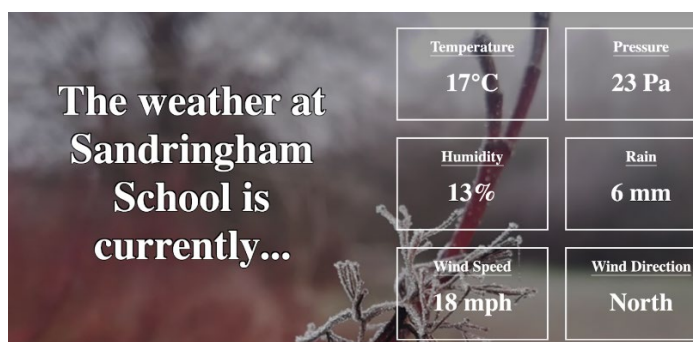 The weather at
Sandringham
School is
currently...
Temperature
17°C
Pressure
23 Pa
Humidity
13%
Rain
6 mm
Wind Speed
18 mph
Wind Direction
North